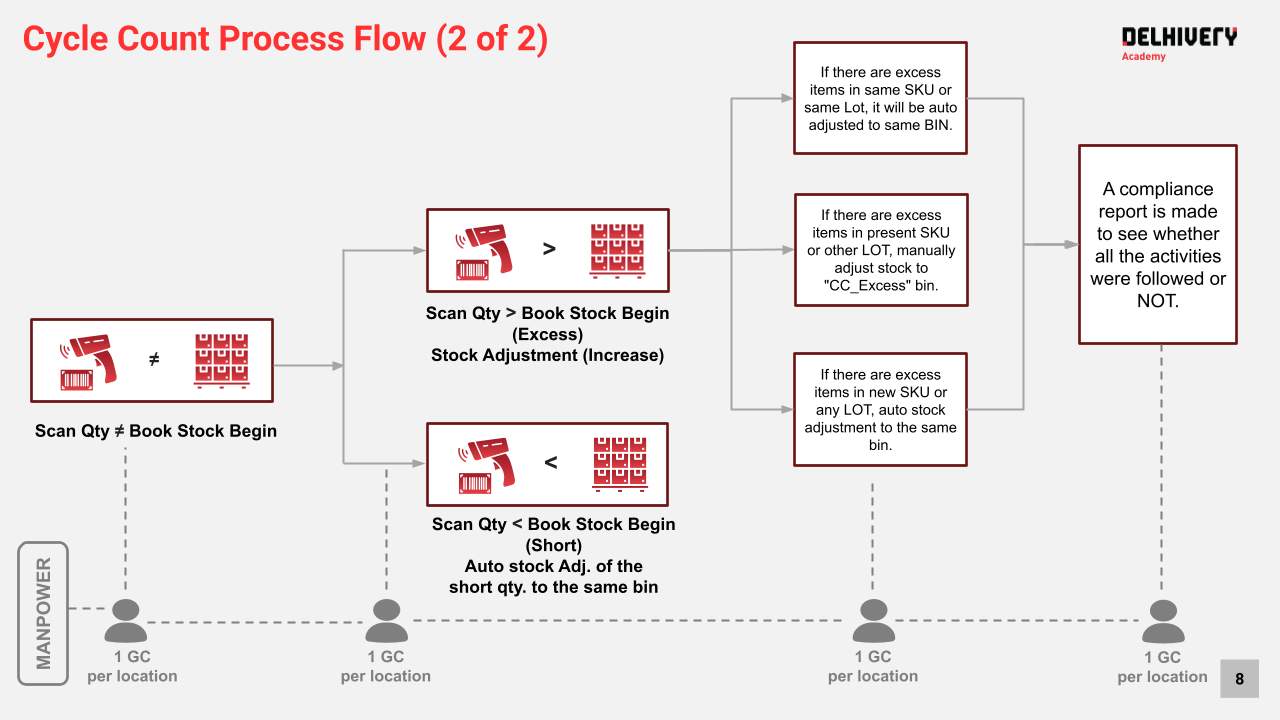 Cycle Count Process Flow (2 of 2)
DELHIVERY
Academy
If there are excess
items in same SKU or
same Lot, it will be auto
adjusted to same BIN.
A compliance
report is made
to see whether
all the activities
were followed or
NOT.
If there are excess
items in present SKU
or other LOT, manually
adjust stock to
"CC_Excess" bin.
>
Scan Qty > Book Stock Begin
(Excess)
Stock Adjustment (Increase)
≠
Scan Qty ≠ Book Stock Begin
If there are excess
items in new SKU or
any LOT, auto stock
adjustment to the same
bin.
<
Scan Qty < Book Stock Begin
(Short)
Auto stock Adj. of the
short qty. to the same bin
MANPOWER
1 GC
per location
1 GC
per location
1 GC
per location
1 GC
per location
8